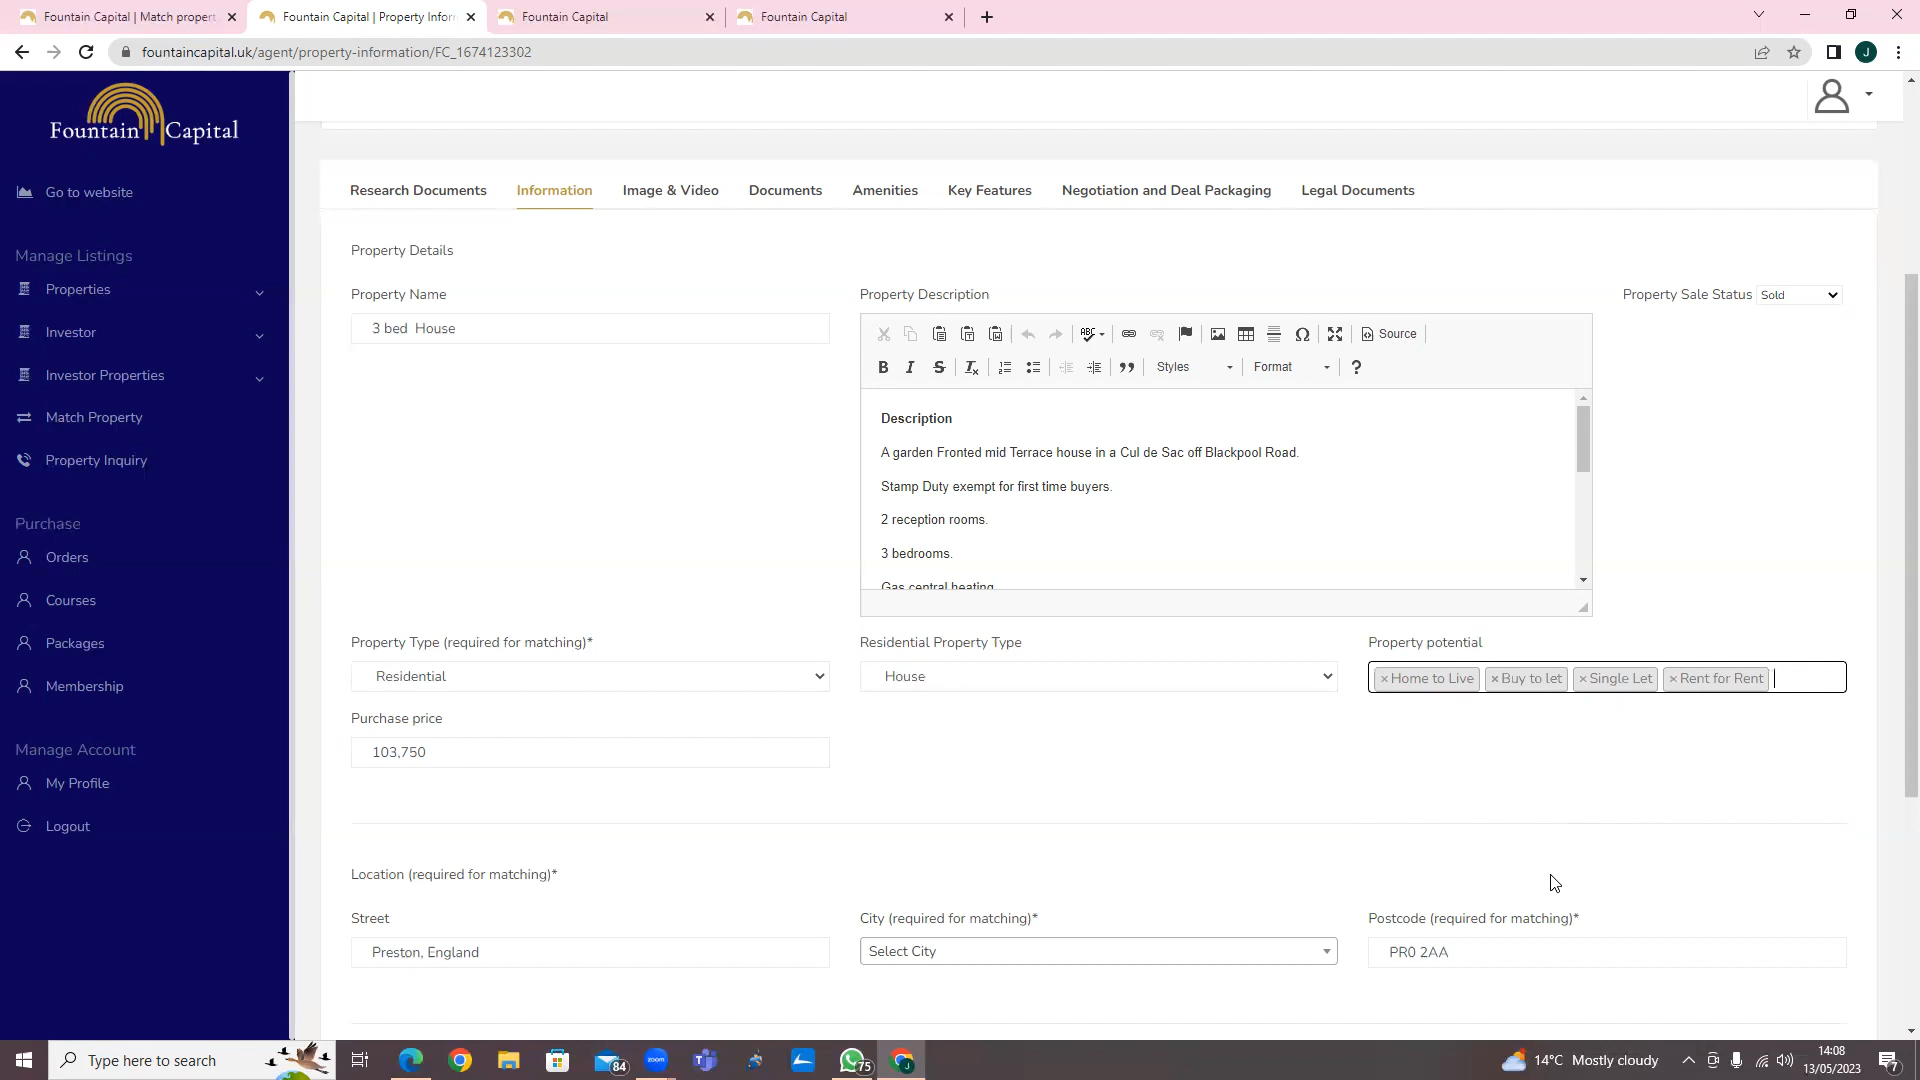 Fountain Capital | Match propert
Fountain Capital | Property Infor
Fountain Capital
Fountain Capital
fountaincapital.uk/agent/property-information/FC_1674123302
J
Fountain Capital
Go to website
Manage Listings
Properties
Investor
Investor Properties
Match Property
Property Inquiry
Purchase
Orders
Courses
Packages
Membership
Manage Account
My Profile
Logout
Research Documents Information Image & Video Documents Amenities Key Features Negotiation and Deal Packaging Legal Documents
Property Details
Property Name
3 bed House
Property Description
Property Sale Status Sold
ABC
Source
B I S Styles Format ?
Description
A garden Fronted mid Terrace house in a Cul de Sac off Blackpool Road.
Stamp Duty exempt for first time buyers.
2 reception rooms.
3 bedrooms.
Gas central heating
Property Type (required for matching)*
Residential
Residential Property Type
House
Property potential
×Home to Live ×Buy to let ×Single Let ×Rent for Rent
Purchase price
103,750
Location (required for matching)*
Street
Preston, England
City (required for matching)*
Select City
Postcode (required for matching)*
PR0 2AA
Type here to search
84
zoom
75
J
14°C Mostly cloudy
14:08
13/05/2023
7